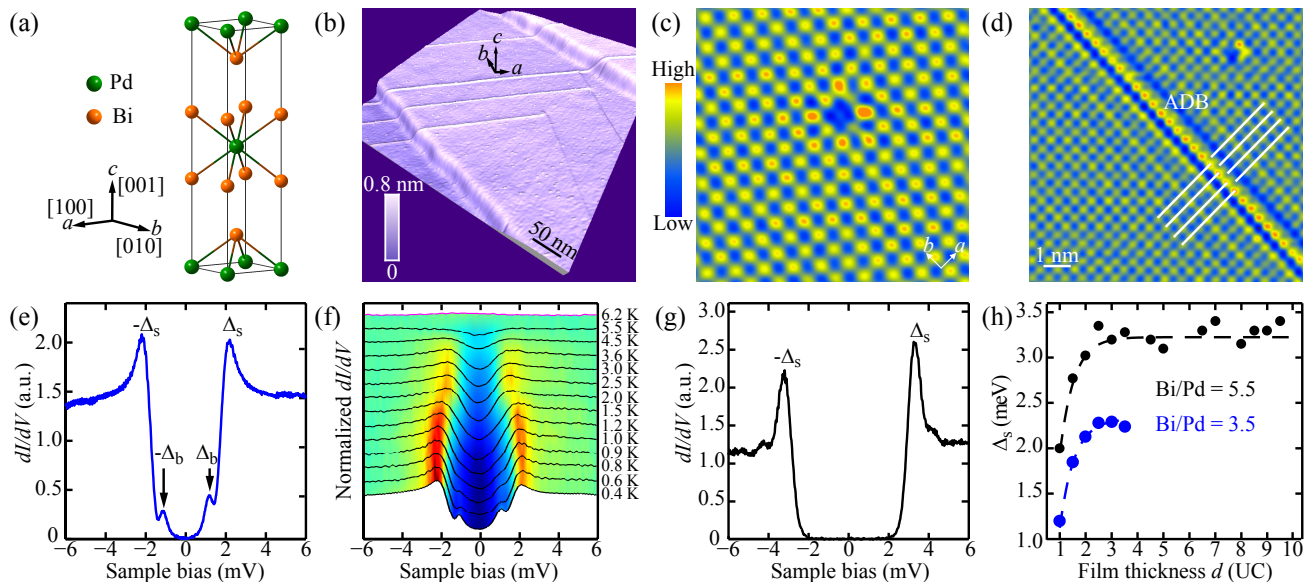 (a)
Pd
Bi
c
[001]
[100]
a
b
[010]
(b)
c
b
a
0.8 nm
0
50 nm
(c)
High
Low
b
a
(d)
ADB
1 nm
(e)
-Δs
Δs
-Δb
Δb
2.0
1.5
1.0
0.5
0
dI/dV (a.u.)
−6 −4 −2 0 2 4 6
Sample bias (mV)
(f)
Normalized dI/dV
6.2 K
5.5 K
4.5 K
3.6 K
3.0 K
2.4 K
2.0 K
1.5 K
1.2 K
1.0 K
0.9 K
0.8 K
0.6 K
0.4 K
−6 −4 −2 0 2 4 6
Sample bias (mV)
(g)
-Δs
Δs
3.0
2.5
2.0
1.5
1.0
0.5
0
dI/dV (a.u.)
−6 −4 −2 0 2 4 6
Sample bias (mV)
(h)
3.5
3.0
2.5
2.0
1.5
1.0
Δs (meV)
Bi/Pd = 5.5
Bi/Pd = 3.5
1 2 3 4 5 6 7 8 9 10
Film thickness d (UC)